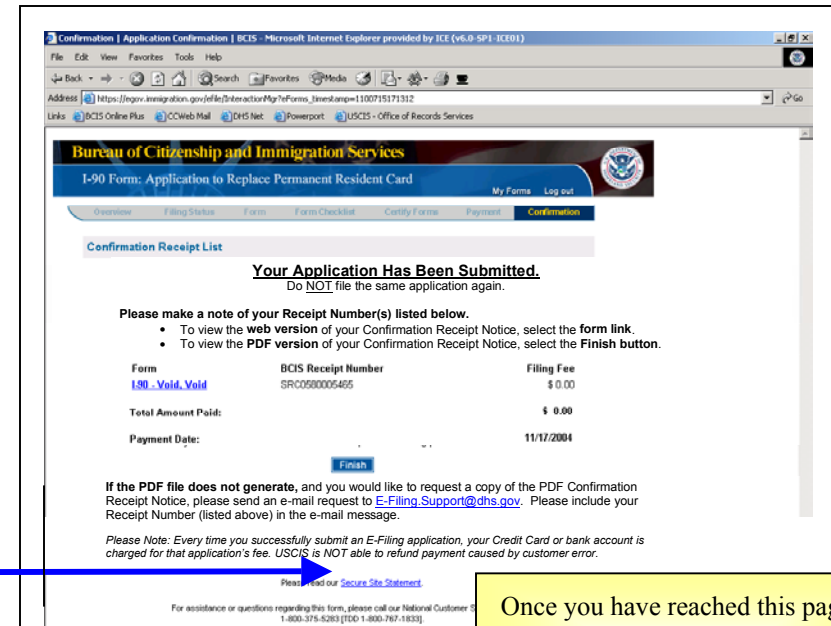 Confirmation | Application Confirmation | BCIS - Microsoft Internet Explorer provided by ICE (v6.0-SP1-ICE01)
File Edit View Favorites Tools Help
Back Search Favorites Media
Address https://egov.immigration.gov/efile/InteractionMgr?eForms_timestamp=1100715171312 Go
Links BCIS Online Plus CCWeb Mail DHS Net Powerport USCIS - Office of Records Services
Bureau of Citizenship and Immigration Services
I-90 Form: Application to Replace Permanent Resident Card
My Forms Log out
Overview Filing Status Form Form Checklist Certify Forms Payment Confirmation
Confirmation Receipt List
Your Application Has Been Submitted.
Do NOT file the same application again.
Please make a note of your Receipt Number(s) listed below.
• To view the web version of your Confirmation Receipt Notice, select the form link.
• To view the PDF version of your Confirmation Receipt Notice, select the Finish button.
Form BCIS Receipt Number Filing Fee
I-90 - Void, Void SRC0580005465 $ 0.00
Total Amount Paid: $ 0.00
Payment Date: 11/17/2004
Finish
If the PDF file does not generate, and you would like to request a copy of the PDF Confirmation
Receipt Notice, please send an e-mail request to E-Filing.Support@dhs.gov. Please include your
Receipt Number (listed above) in the e-mail message.
Please Note: Every time you successfully submit an E-Filing application, your Credit Card or bank account is
charged for that application's fee. USCIS is NOT able to refund payment caused by customer error.
Please read our Secure Site Statement.
For assistance or questions regarding this form, please call our National Customer
1-800-375-5283 [TDD 1-800-767-1833].
Once you have reached this pag